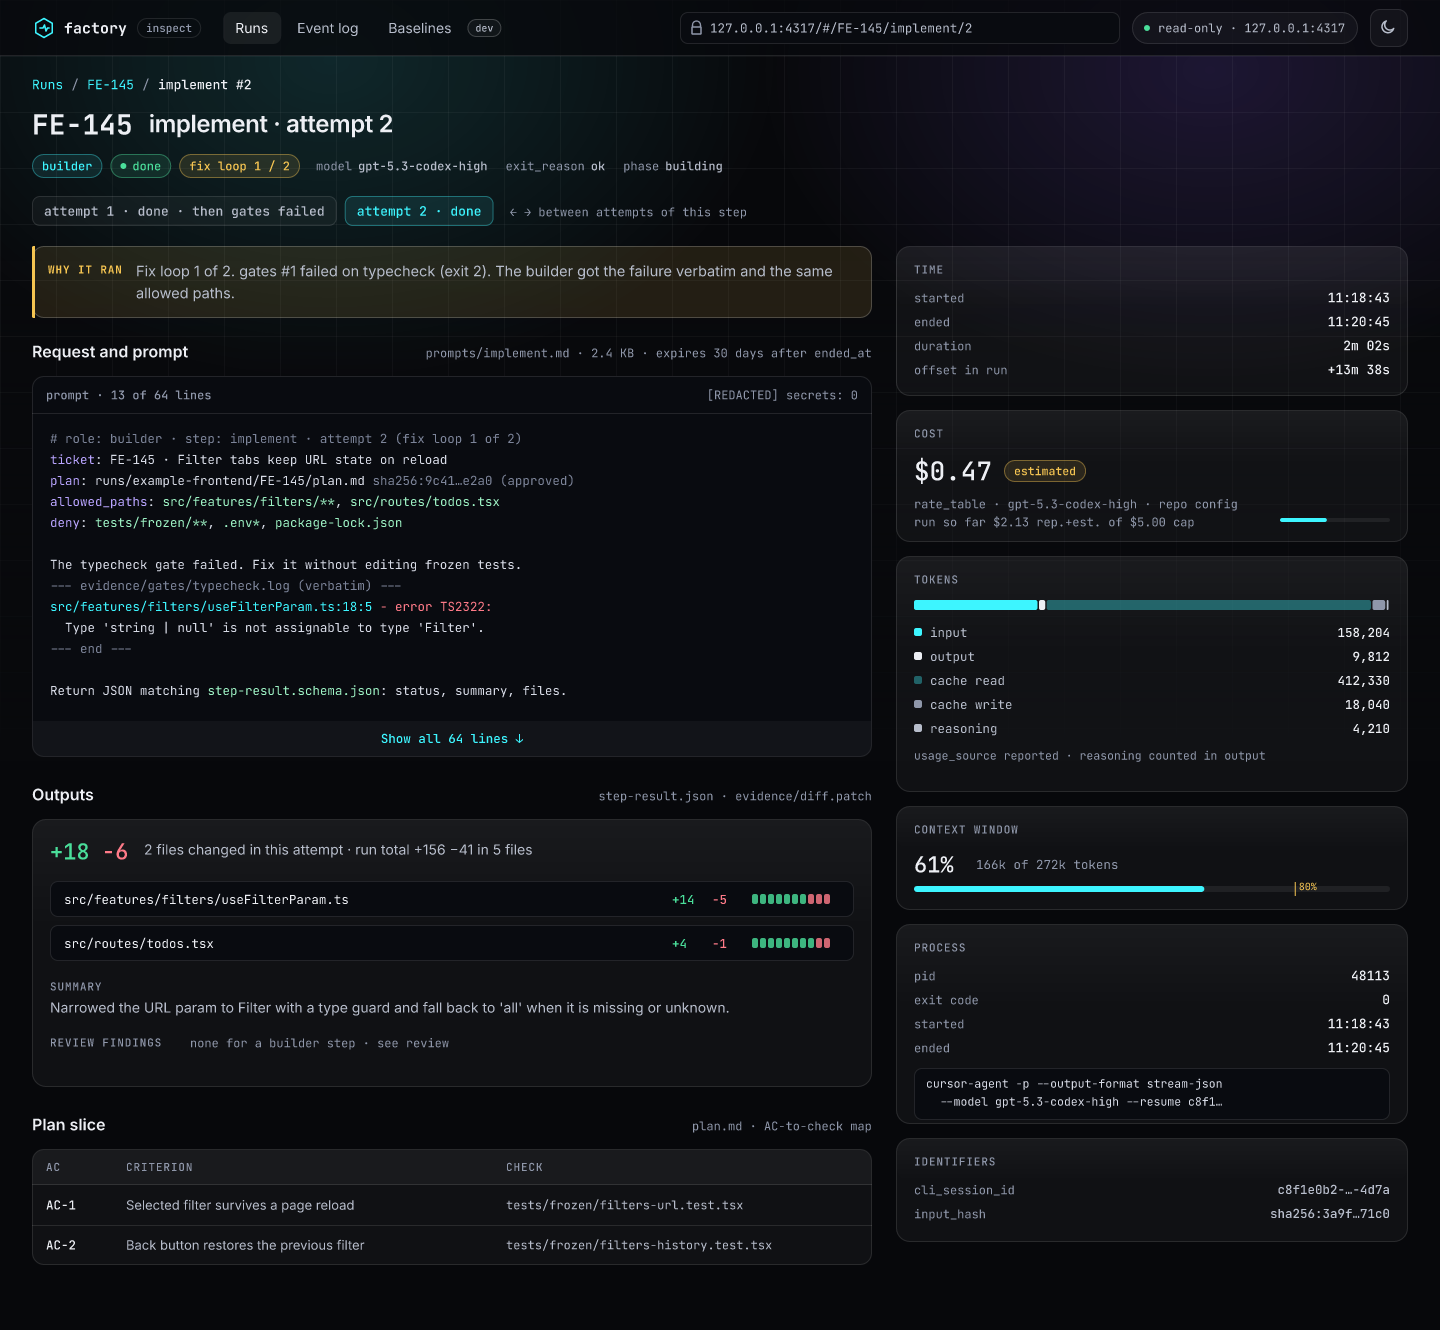 factory inspect Runs Event log Baselines dev 127.0.0.1:4317/#/FE-145/implement/2 read-only · 127.0.0.1:4317
Runs / FE-145 / implement #2
FE-145 implement · attempt 2
builder done fix loop 1 / 2 model gpt-5.3-codex-high exit_reason ok phase building
attempt 1 · done · then gates failed attempt 2 · done ← → between attempts of this step
WHY IT RAN Fix loop 1 of 2. gates #1 failed on typecheck (exit 2). The builder got the failure verbatim and the same
allowed paths.
Request and prompt prompts/implement.md · 2.4 KB · expires 30 days after ended_at
prompt · 13 of 64 lines [REDACTED] secrets: 0
# role: builder · step: implement · attempt 2 (fix loop 1 of 2)
ticket: FE-145 · Filter tabs keep URL state on reload
plan: runs/example-frontend/FE-145/plan.md sha256:9c41…e2a0 (approved)
allowed_paths: src/features/filters/**, src/routes/todos.tsx
deny: tests/frozen/**, .env*, package-lock.json
The typecheck gate failed. Fix it without editing frozen tests.
--- evidence/gates/typecheck.log (verbatim) ---
src/features/filters/useFilterParam.ts:18:5 - error TS2322:
Type 'string | null' is not assignable to type 'Filter'.
--- end ---
Return JSON matching step-result.schema.json: status, summary, files.
Show all 64 lines ↓
Outputs step-result.json · evidence/diff.patch
+18 -6 2 files changed in this attempt · run total +156 −41 in 5 files
src/features/filters/useFilterParam.ts +14 -5
src/routes/todos.tsx +4 -1
SUMMARY
Narrowed the URL param to Filter with a type guard and fall back to 'all' when it is missing or unknown.
REVIEW FINDINGS none for a builder step · see review
Plan slice plan.md · AC-to-check map
AC CRITERION CHECK
AC-1 Selected filter survives a page reload tests/frozen/filters-url.test.tsx
AC-2 Back button restores the previous filter tests/frozen/filters-history.test.tsx
TIME
started 11:18:43
ended 11:20:45
duration 2m 02s
offset in run +13m 38s
COST
$0.47 estimated
rate_table · gpt-5.3-codex-high · repo config
run so far $2.13 rep.+est. of $5.00 cap
TOKENS
input 158,204
output 9,812
cache read 412,330
cache write 18,040
reasoning 4,210
usage_source reported · reasoning counted in output
CONTEXT WINDOW
61% 166k of 272k tokens
80%
PROCESS
pid 48113
exit code 0
started 11:18:43
ended 11:20:45
cursor-agent -p --output-format stream-json
--model gpt-5.3-codex-high --resume c8f1…
IDENTIFIERS
cli_session_id c8f1e0b2-…-4d7a
input_hash sha256:3a9f…71c0